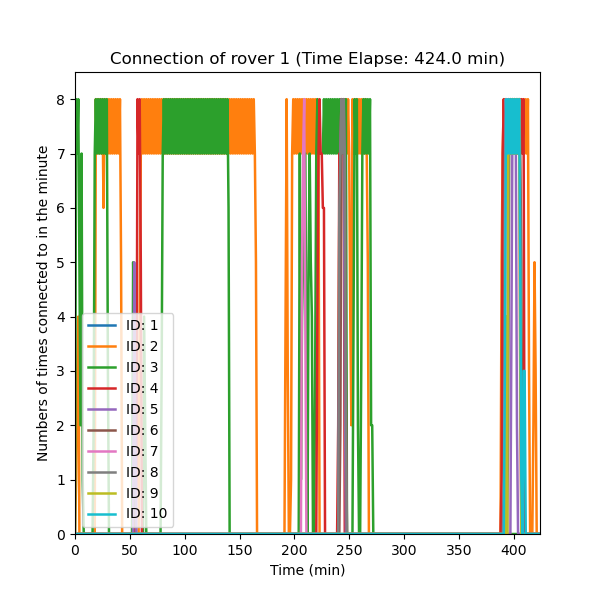 Connection of rover 1 (Time Elapse: 424.0 min)
Numbers of times connected to in the minute
8
7
6
5
4
3
2
1
0
ID: 1
ID: 2
ID: 3
ID: 4
ID: 5
ID: 6
ID: 7
ID: 8
ID: 9
ID: 10
0 50 100 150 200 250 300 350 400
Time (min)